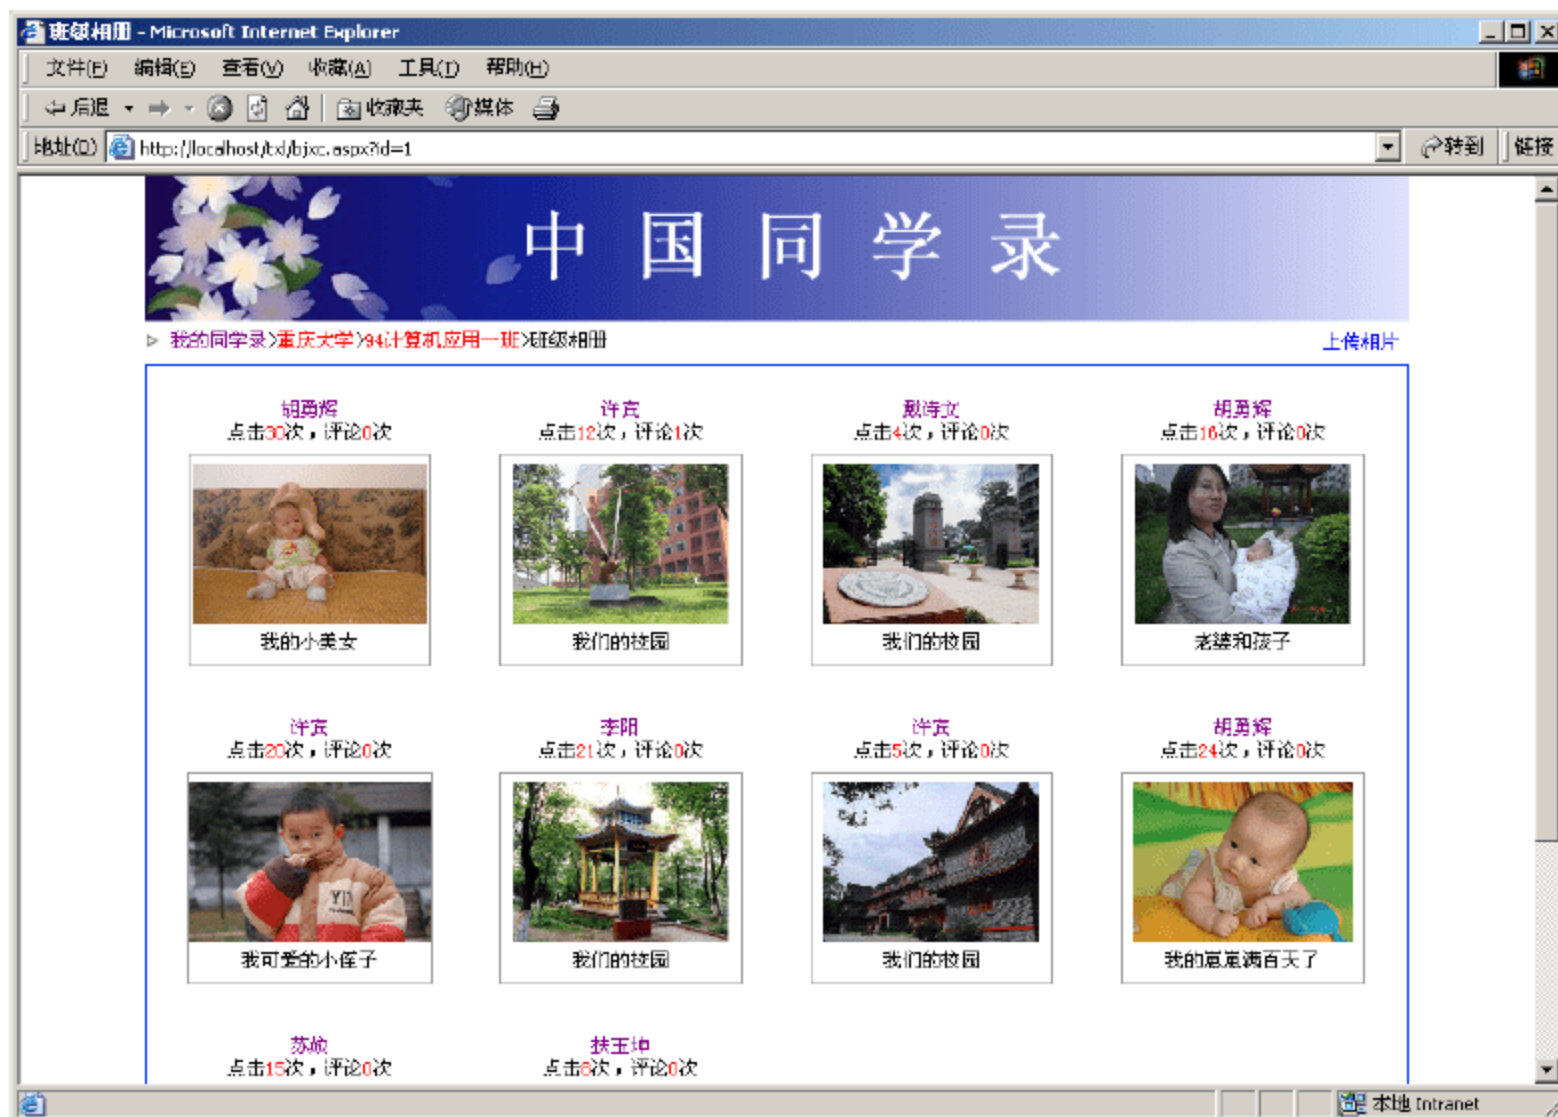 班级相册 - Microsoft Internet Explorer
文件(F) 编辑(E) 查看(V) 收藏(A) 工具(T) 帮助(H)
后退 收藏夹 媒体
地址(D) http://localhost/txl/bjxc.aspx?id=1 转到 链接
中国同学录
我的同学录>重庆大学>94计算机应用一班>班级相册 上传相片
胡勇辉 许宾 戴诗文 胡勇辉
点击30次，评论0次 点击12次，评论1次 点击4次，评论0次 点击16次，评论0次
我的小美女 我们的校园 我们的校园 老婆和孩子
许宾 李阳 许宾 胡勇辉
点击20次，评论0次 点击21次，评论0次 点击5次，评论0次 点击24次，评论0次
我可爱的小侄子 我们的校园 我们的校园 我的崽崽满百天了
点击15次，评论0次 点击6次，评论0次
本地 Intranet